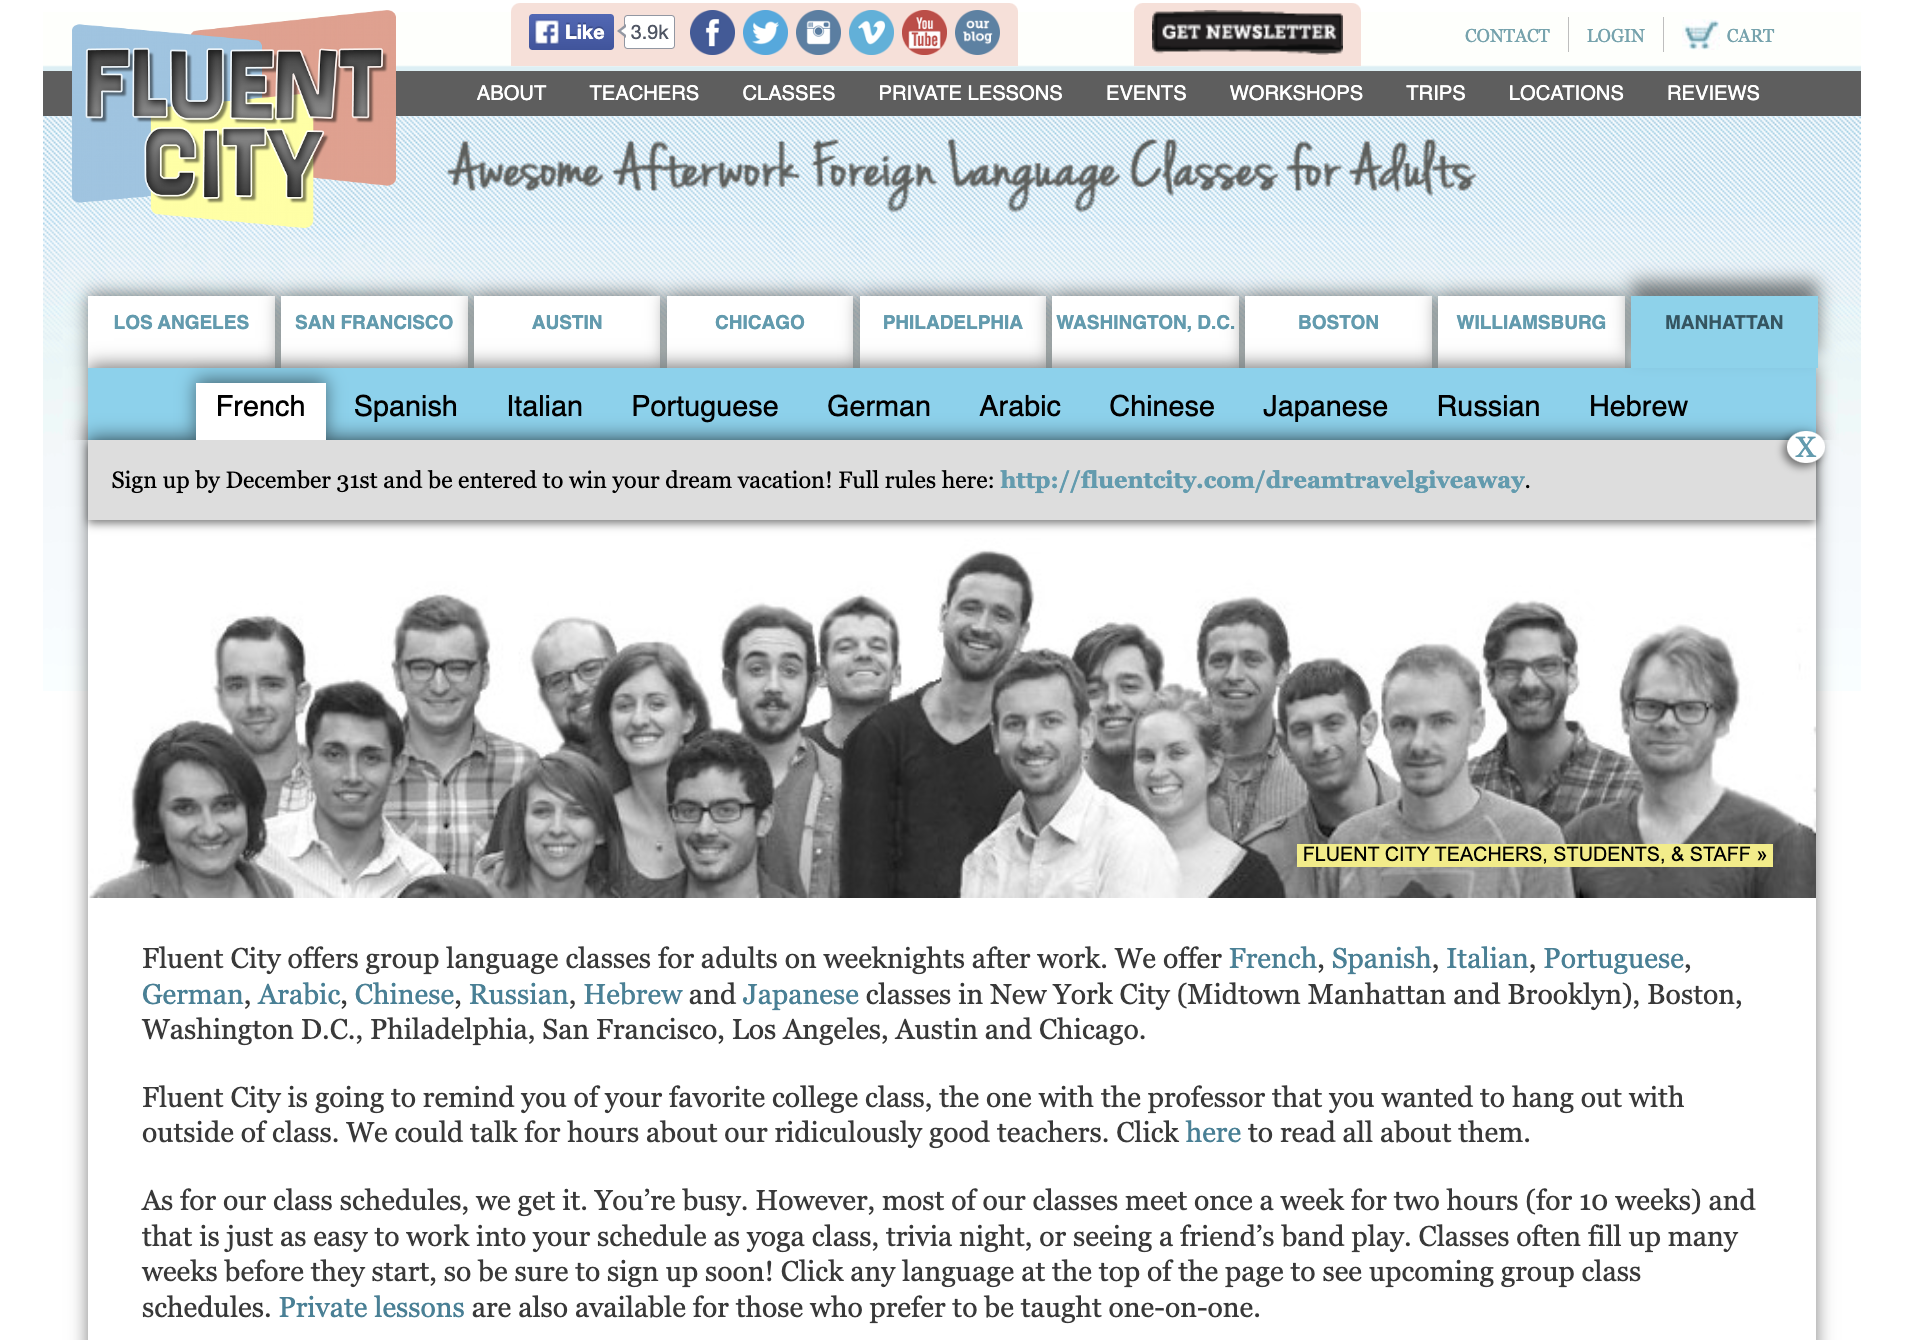 FLUENT CITY
Like 3.9k
f
You Tube
our blog
GET NEWSLETTER
CONTACT LOGIN CART
ABOUT TEACHERS CLASSES PRIVATE LESSONS EVENTS WORKSHOPS TRIPS LOCATIONS REVIEWS
Awesome Afterwork Foreign Language Classes for Adults
LOS ANGELES SAN FRANCISCO AUSTIN CHICAGO PHILADELPHIA WASHINGTON, D.C. BOSTON WILLIAMSBURG MANHATTAN
French Spanish Italian Portuguese German Arabic Chinese Japanese Russian Hebrew
X
Sign up by December 31st and be entered to win your dream vacation! Full rules here: http://fluentcity.com/dreamtravelgiveaway.
FLUENT CITY TEACHERS, STUDENTS, & STAFF »
Fluent City offers group language classes for adults on weeknights after work. We offer French, Spanish, Italian, Portuguese,
German, Arabic, Chinese, Russian, Hebrew and Japanese classes in New York City (Midtown Manhattan and Brooklyn), Boston,
Washington D.C., Philadelphia, San Francisco, Los Angeles, Austin and Chicago.
Fluent City is going to remind you of your favorite college class, the one with the professor that you wanted to hang out with
outside of class. We could talk for hours about our ridiculously good teachers. Click here to read all about them.
As for our class schedules, we get it. You’re busy. However, most of our classes meet once a week for two hours (for 10 weeks) and
that is just as easy to work into your schedule as yoga class, trivia night, or seeing a friend’s band play. Classes often fill up many
weeks before they start, so be sure to sign up soon! Click any language at the top of the page to see upcoming group class
schedules. Private lessons are also available for those who prefer to be taught one-on-one.